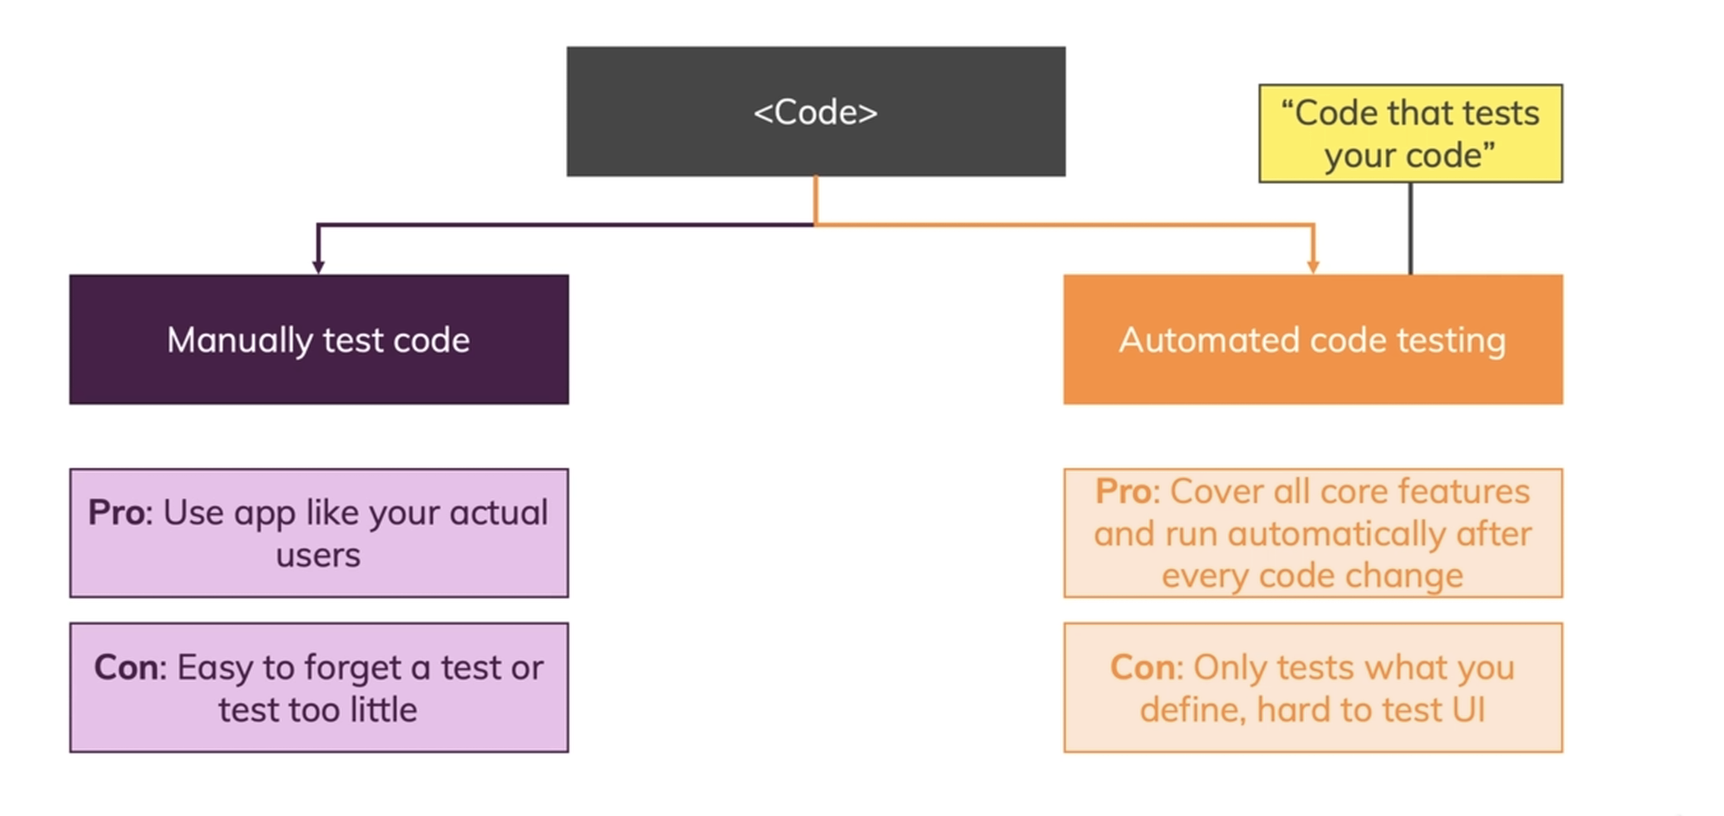 <Code>
“Code that tests
your code”
Manually test code
Automated code testing
Pro: Use app like your actual
users
Pro: Cover all core features
and run automatically after
every code change
Con: Easy to forget a test or
test too little
Con: Only tests what you
define, hard to test UI